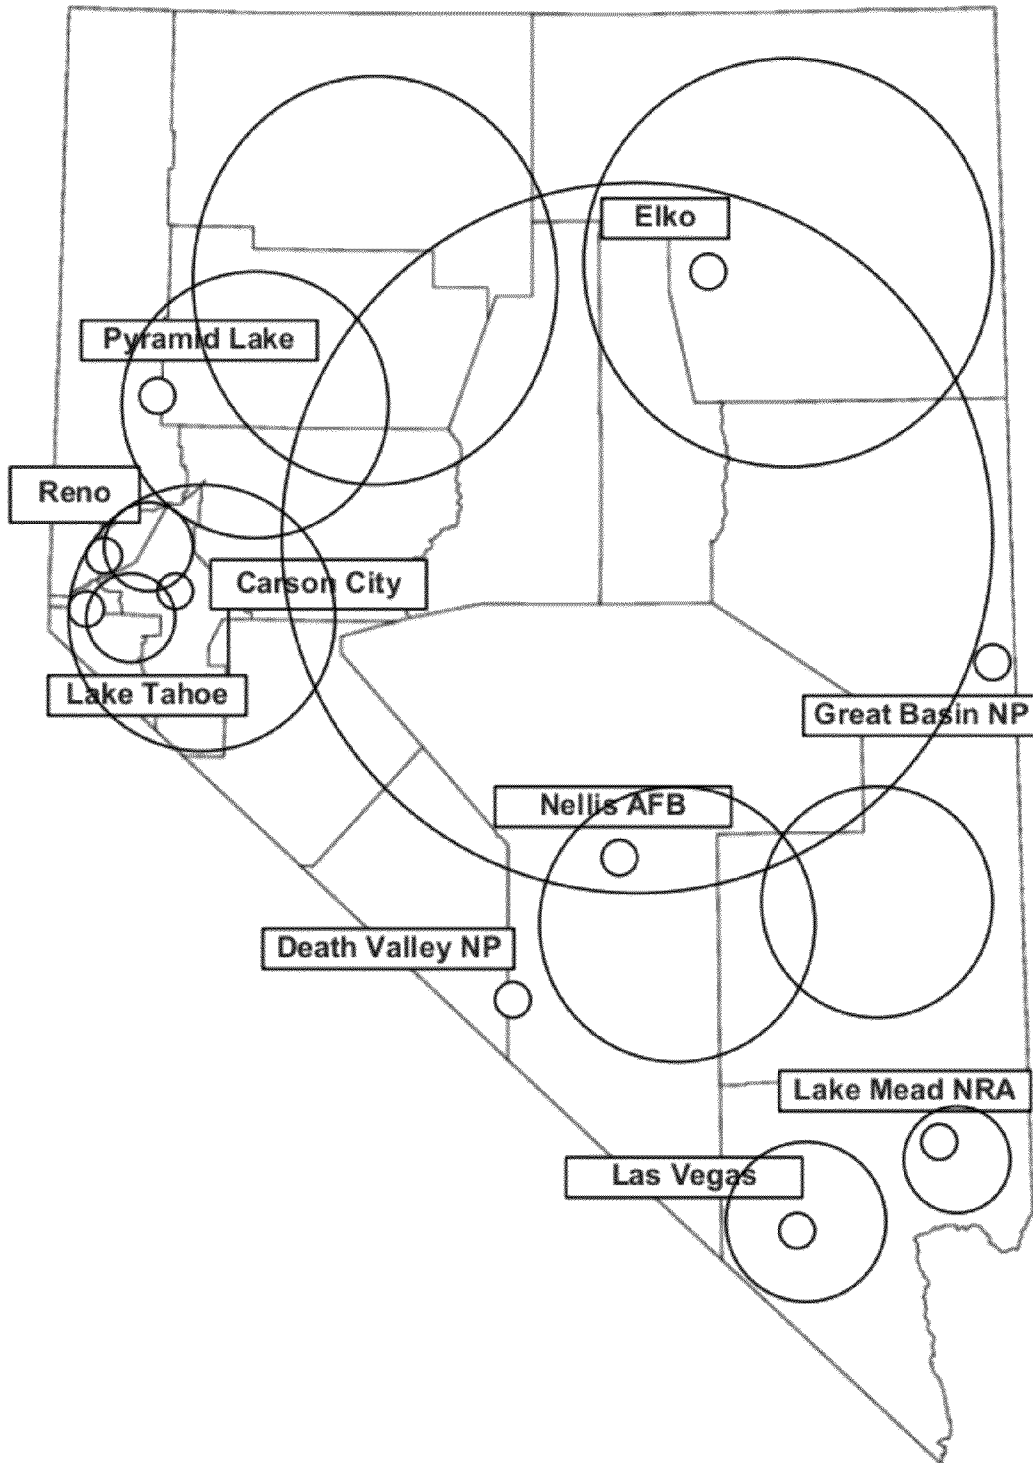 Elko
Pyramid Lake
Reno
Carson City
Lake Tahoe
Great Basin NP
Nellis AFB
Death Valley NP
Lake Mead NRA
Las Vegas